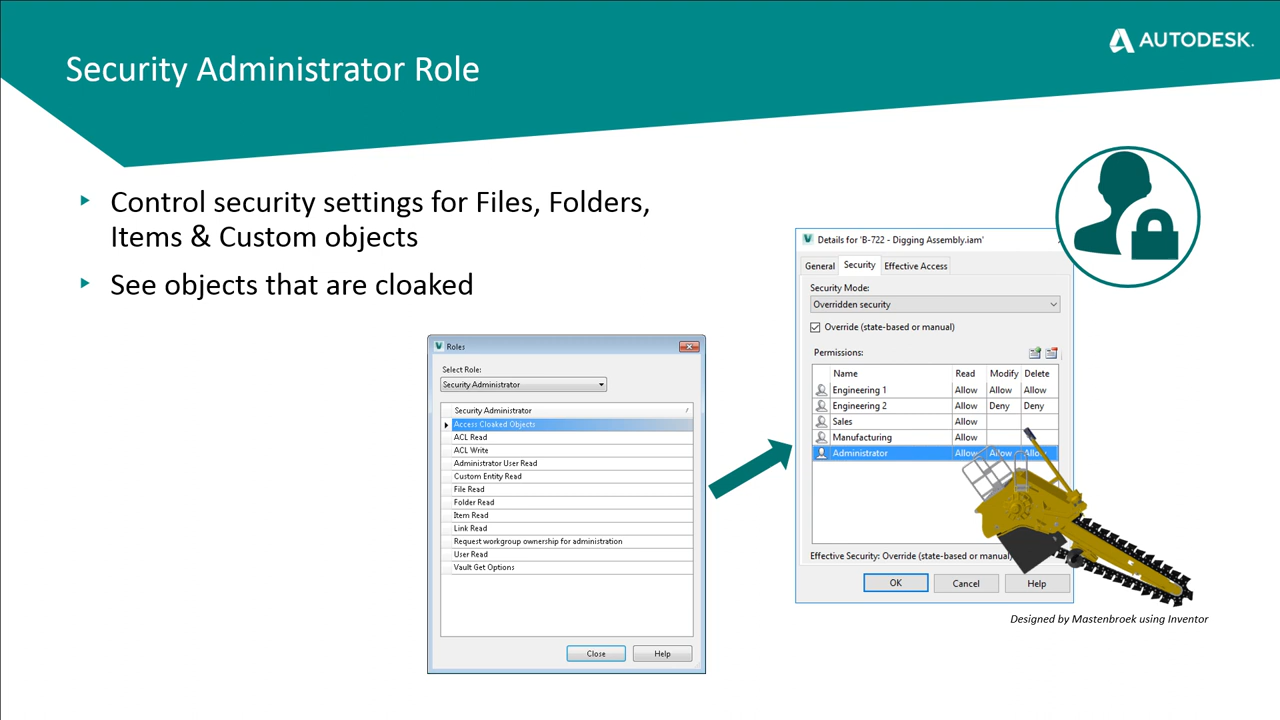 Security Administrator Role
AUTODESK.
Control security settings for Files, Folders,
Items & Custom objects
See objects that are cloaked
Roles
Select Role:
Security Administrator
Security Administrator
Access Cloaked Objects
ACL Read
ACL Write
Administrator User Read
Custom Entity Read
File Read
Folder Read
Item Read
Link Read
Request workgroup ownership for administration
User Read
Vault Get Options
Close Help
Details for 'B-722 - Digging Assembly.iam'
General Security Effective Access
Security Mode:
Overridden security
Override (state-based or manual)
Permissions:
Name Read Modify Delete
Engineering 1 Allow Allow Allow
Engineering 2 Allow Deny Deny
Sales Allow
Manufacturing Allow
Administrator Allow Allow Allow
Effective Security: Override (state-based or manual)
OK Cancel Help
Designed by Mastenbroek using Inventor